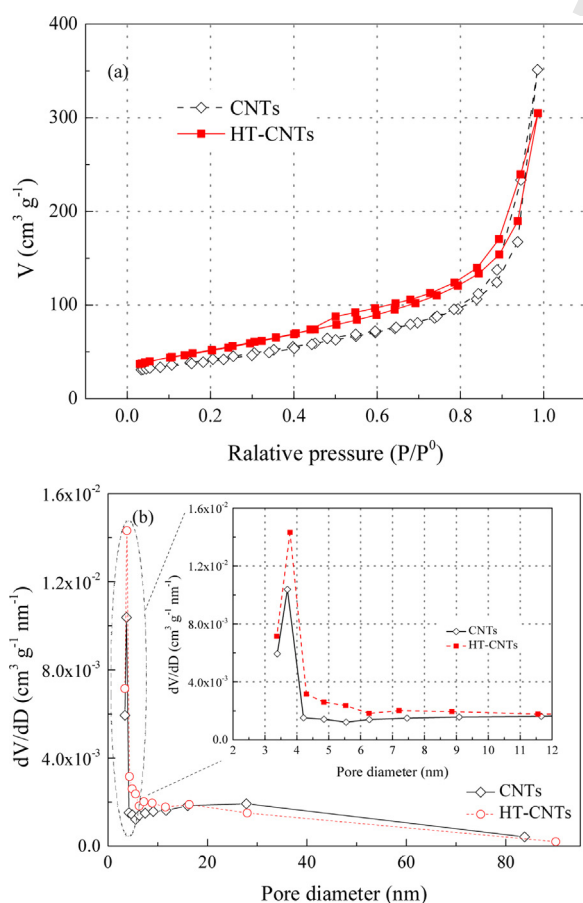 400
(a)
CNTs
HT-CNTs
300
200
100
0
V (cm³ g⁻¹)
0.0 0.2 0.4 0.6 0.8 1.0
Ralative pressure (P/P⁰)
1.6x10⁻²
(b)
1.2x10⁻²
8.0x10⁻³
4.0x10⁻³
0.0
dV/dD (cm³ g⁻¹ nm⁻¹)
1.6x10⁻²
1.2x10⁻²
8.0x10⁻³
4.0x10⁻³
0.0
dV/dD (cm³ g⁻¹ nm⁻¹)
CNTs
HT-CNTs
2 3 4 5 6 7 8 9 10 11 12
Pore diameter (nm)
CNTs
HT-CNTs
0 20 40 60 80
Pore diameter (nm)